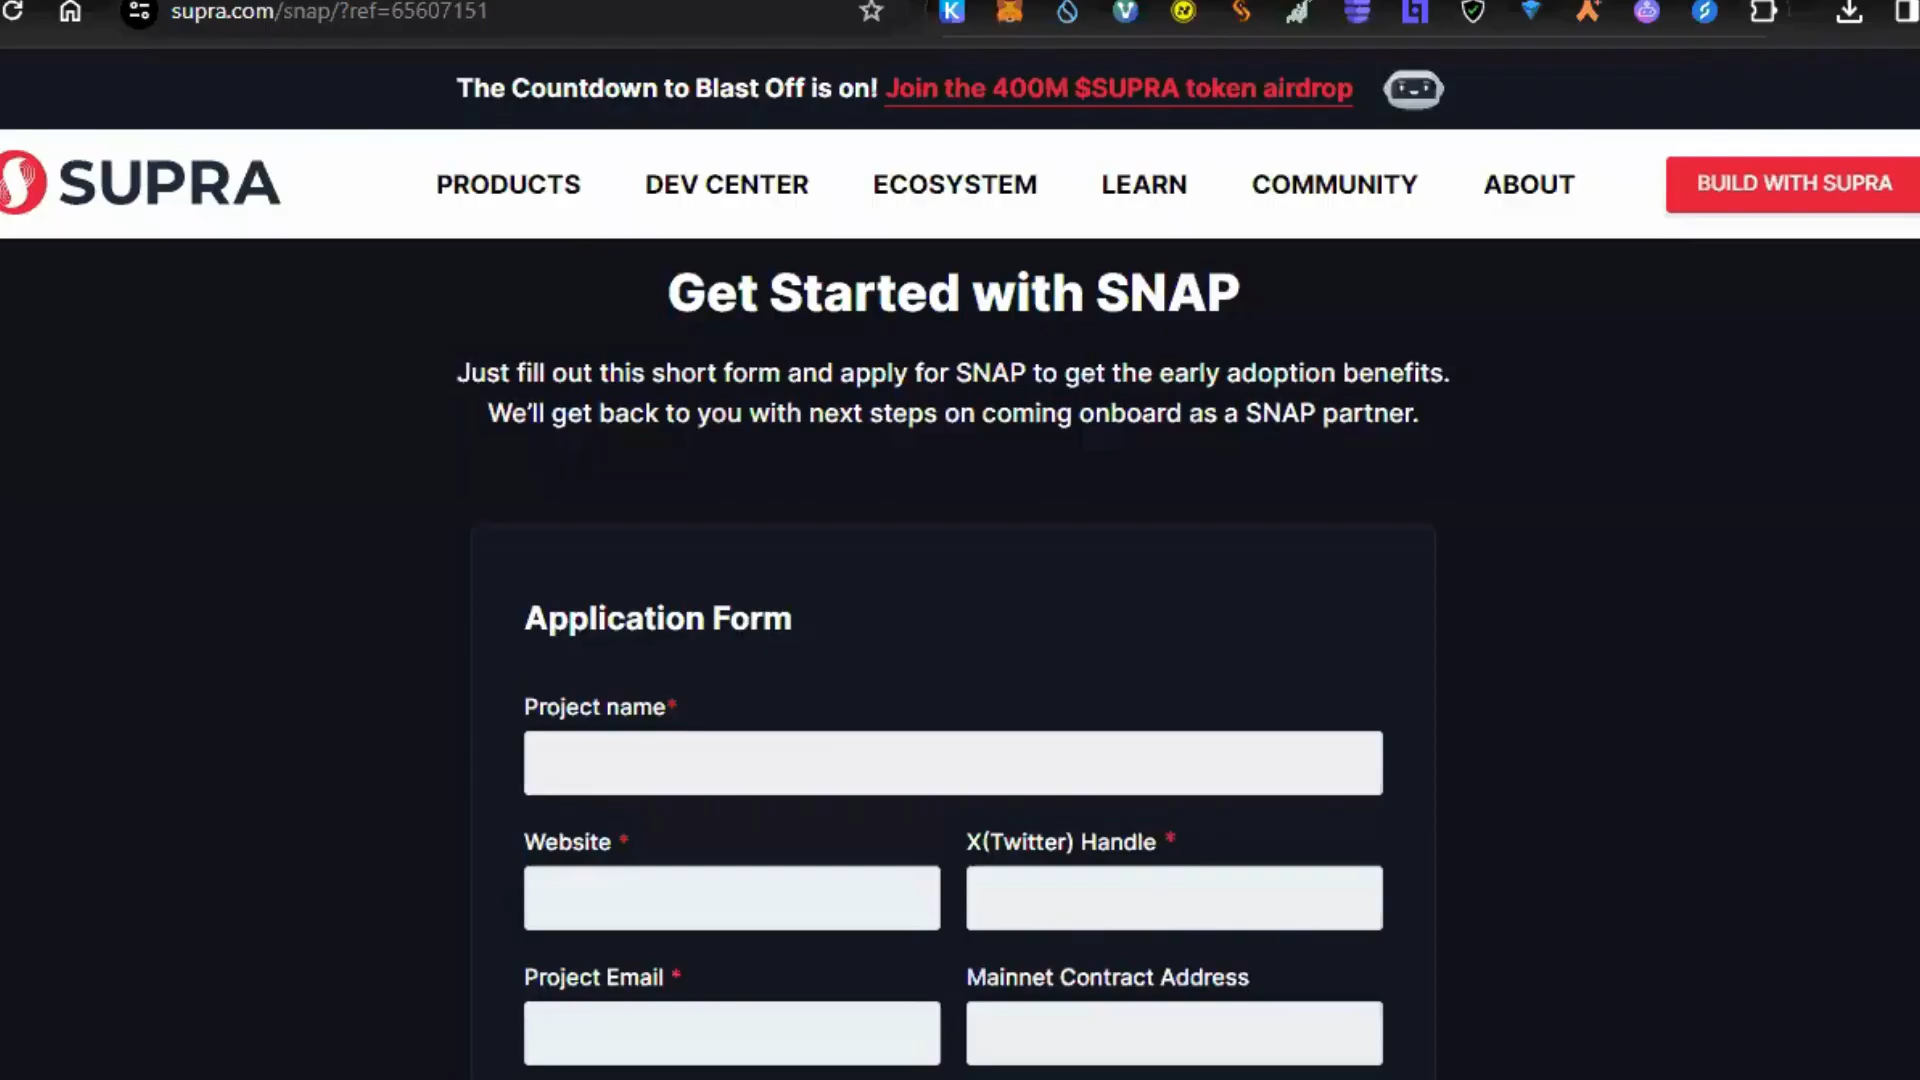 supra.com/snap/?ref=65607151
The Countdown to Blast Off is on! Join the 400M $SUPRA token airdrop
SUPRA
PRODUCTS
DEV CENTER
ECOSYSTEM
LEARN
COMMUNITY
ABOUT
BUILD WITH SUPRA
Get Started with SNAP
Just fill out this short form and apply for SNAP to get the early adoption benefits.
We’ll get back to you with next steps on coming onboard as a SNAP partner.
Application Form
Project name*
Website *
X(Twitter) Handle *
Project Email *
Mainnet Contract Address